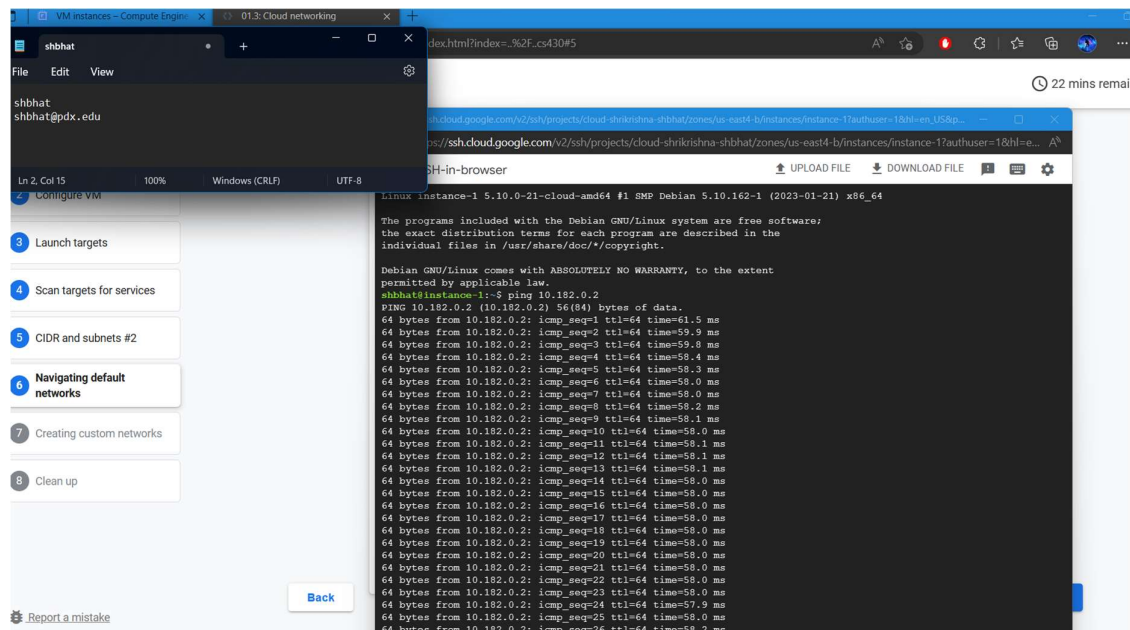 VM instances – Compute Engine
01.3: Cloud networking
shbhat
dex.html?index=..%2F..cs430#5
File Edit View
22 mins remai
shbhat
shbhat@pdx.edu
sh.cloud.google.com/v2/ssh/projects/cloud-shrikrishna-shbhat/zones/us-east4-b/instances/instance-1?authuser=1&hl=en_US&p...
ps://ssh.cloud.google.com/v2/ssh/projects/cloud-shrikrishna-shbhat/zones/us-east4-b/instances/instance-1?authuser=1&hl=e...
Ln 2, Col 15 100% Windows (CRLF) UTF-8
SH-in-browser UPLOAD FILE DOWNLOAD FILE
2 Configure VM
3 Launch targets
4 Scan targets for services
5 CIDR and subnets #2
6 Navigating default
networks
7 Creating custom networks
8 Clean up
Linux instance-1 5.10.0-21-cloud-amd64 #1 SMP Debian 5.10.162-1 (2023-01-21) x86_64
The programs included with the Debian GNU/Linux system are free software;
the exact distribution terms for each program are described in the
individual files in /usr/share/doc/*/copyright.
Debian GNU/Linux comes with ABSOLUTELY NO WARRANTY, to the extent
permitted by applicable law.
shbhat@instance-1:~$ ping 10.182.0.2
PING 10.182.0.2 (10.182.0.2) 56(84) bytes of data.
64 bytes from 10.182.0.2: icmp_seq=1 ttl=64 time=61.5 ms
64 bytes from 10.182.0.2: icmp_seq=2 ttl=64 time=59.9 ms
64 bytes from 10.182.0.2: icmp_seq=3 ttl=64 time=59.8 ms
64 bytes from 10.182.0.2: icmp_seq=4 ttl=64 time=58.4 ms
64 bytes from 10.182.0.2: icmp_seq=5 ttl=64 time=58.3 ms
64 bytes from 10.182.0.2: icmp_seq=6 ttl=64 time=58.0 ms
64 bytes from 10.182.0.2: icmp_seq=7 ttl=64 time=58.0 ms
64 bytes from 10.182.0.2: icmp_seq=8 ttl=64 time=58.2 ms
64 bytes from 10.182.0.2: icmp_seq=9 ttl=64 time=58.1 ms
64 bytes from 10.182.0.2: icmp_seq=10 ttl=64 time=58.0 ms
64 bytes from 10.182.0.2: icmp_seq=11 ttl=64 time=58.1 ms
64 bytes from 10.182.0.2: icmp_seq=12 ttl=64 time=58.1 ms
64 bytes from 10.182.0.2: icmp_seq=13 ttl=64 time=58.1 ms
64 bytes from 10.182.0.2: icmp_seq=14 ttl=64 time=58.0 ms
64 bytes from 10.182.0.2: icmp_seq=15 ttl=64 time=58.0 ms
64 bytes from 10.182.0.2: icmp_seq=16 ttl=64 time=58.0 ms
64 bytes from 10.182.0.2: icmp_seq=17 ttl=64 time=58.0 ms
64 bytes from 10.182.0.2: icmp_seq=18 ttl=64 time=58.0 ms
64 bytes from 10.182.0.2: icmp_seq=19 ttl=64 time=58.0 ms
64 bytes from 10.182.0.2: icmp_seq=20 ttl=64 time=58.0 ms
64 bytes from 10.182.0.2: icmp_seq=21 ttl=64 time=58.0 ms
64 bytes from 10.182.0.2: icmp_seq=22 ttl=64 time=58.0 ms
64 bytes from 10.182.0.2: icmp_seq=23 ttl=64 time=58.0 ms
64 bytes from 10.182.0.2: icmp_seq=24 ttl=64 time=57.9 ms
64 bytes from 10.182.0.2: icmp_seq=25 ttl=64 time=58.0 ms
64 bytes from 10.182.0.2: icmp_seq=26 ttl=64 time=58.2 ms
Back
Report a mistake